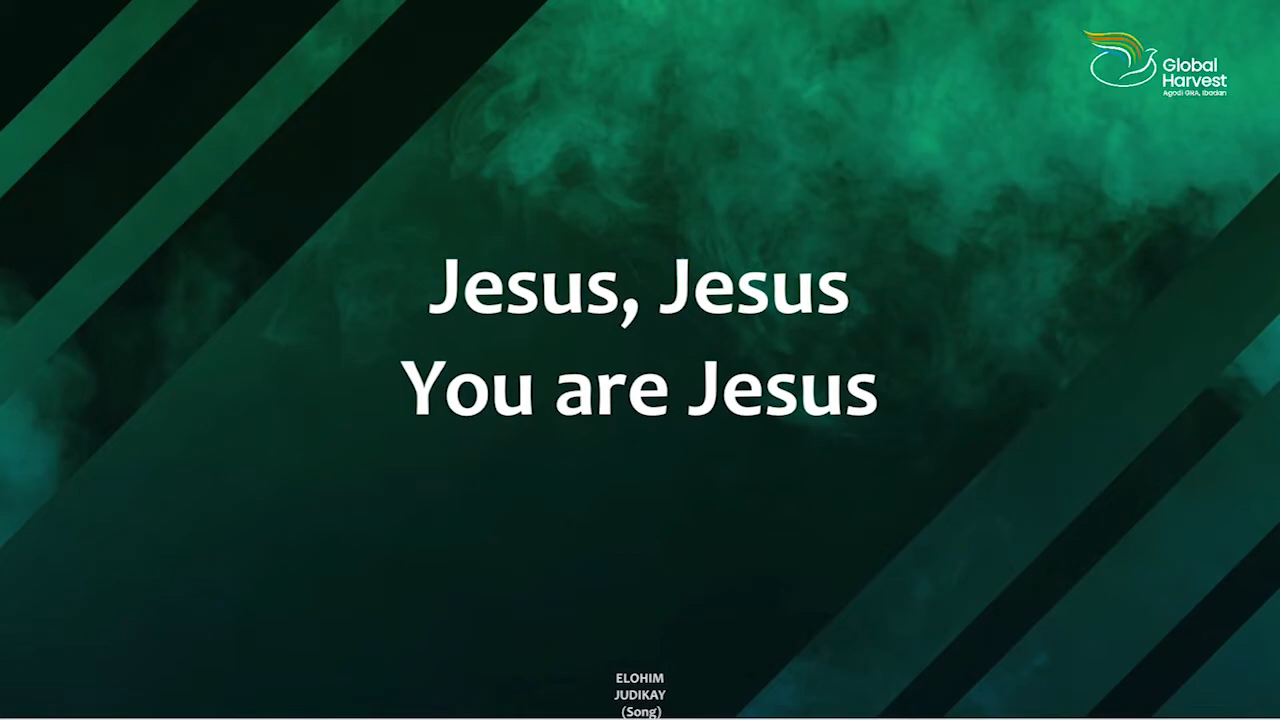 Global
Harvest
Agodi GRA, Ibadan
Jesus, Jesus
You are Jesus
ELOHIM
JUDIKAY
(Song)